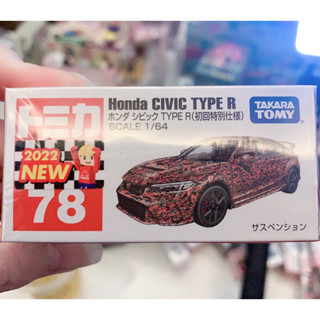 トミカ
2022
NEW
78
Honda CIVIC TYPE R
ホンダ シビック TYPE R(初回特別仕様)
SCALE 1/64
TAKARA
TOMY
サスペンション